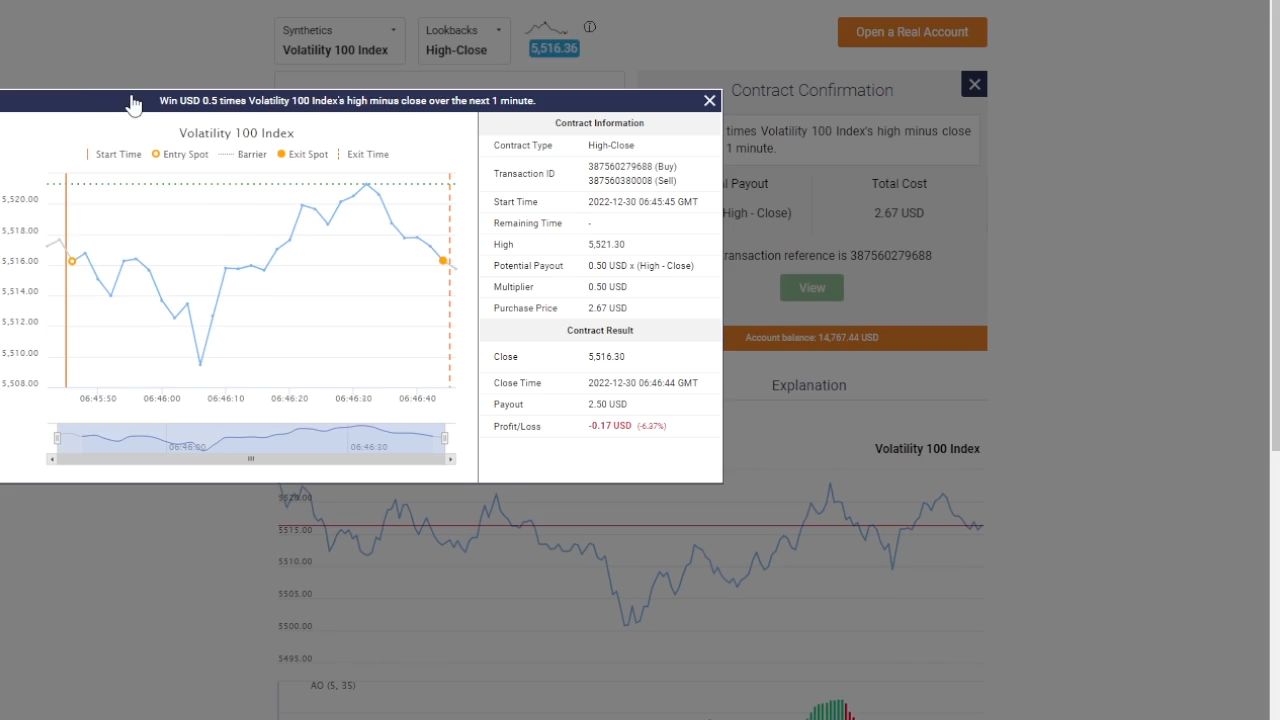 Synthetics
Volatility 100 Index
Lookbacks
High-Close
5,516.36
Open a Real Account
Win USD 0.5 times Volatility 100 Index's high minus close over the next 1 minute.
Volatility 100 Index
Start Time Entry Spot Barrier Exit Spot Exit Time
5,520.00
5,518.00
5,516.00
5,514.00
5,512.00
5,510.00
5,508.00
06:45:50 06:46:00 06:46:10 06:46:20 06:46:30 06:46:40
06:46:00 06:46:30
Contract Information
Contract Type High-Close
Transaction ID 387560279688 (Buy)
387560380008 (Sell)
Start Time 2022-12-30 06:45:45 GMT
Remaining Time -
High 5,521.30
Potential Payout 0.50 USD x (High - Close)
Multiplier 0.50 USD
Purchase Price 2.67 USD
Contract Result
Close 5,516.30
Close Time 2022-12-30 06:46:44 GMT
Payout 2.50 USD
Profit/Loss -0.17 USD (-6.37%)
Contract Confirmation
times Volatility 100 Index's high minus close
1 minute.
l Payout Total Cost
High - Close) 2.67 USD
ransaction reference is 387560279688
View
Account balance: 14,767.44 USD
Explanation
Volatility 100 Index
5520.00
5515.00
5510.00
5505.00
5500.00
5495.00
AO (5, 35)